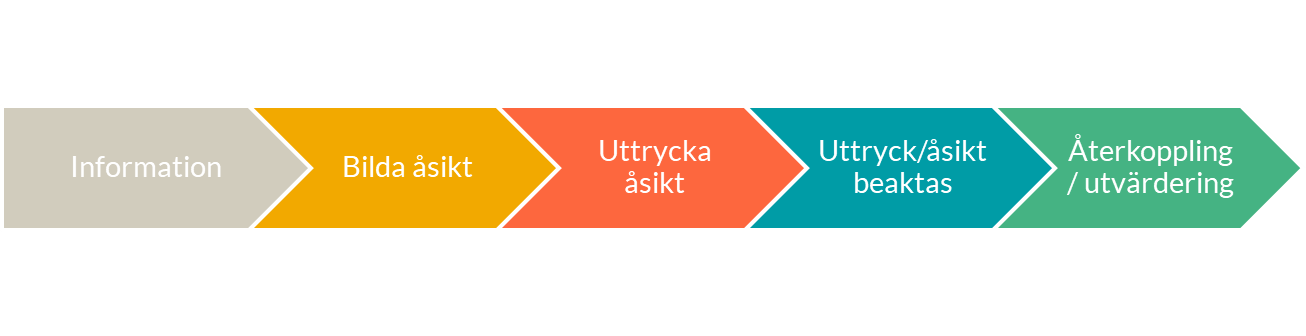 Information
Bilda åsikt
Uttrycka
åsikt
Uttryck/åsikt
beaktas
Återkoppling
/ utvärdering